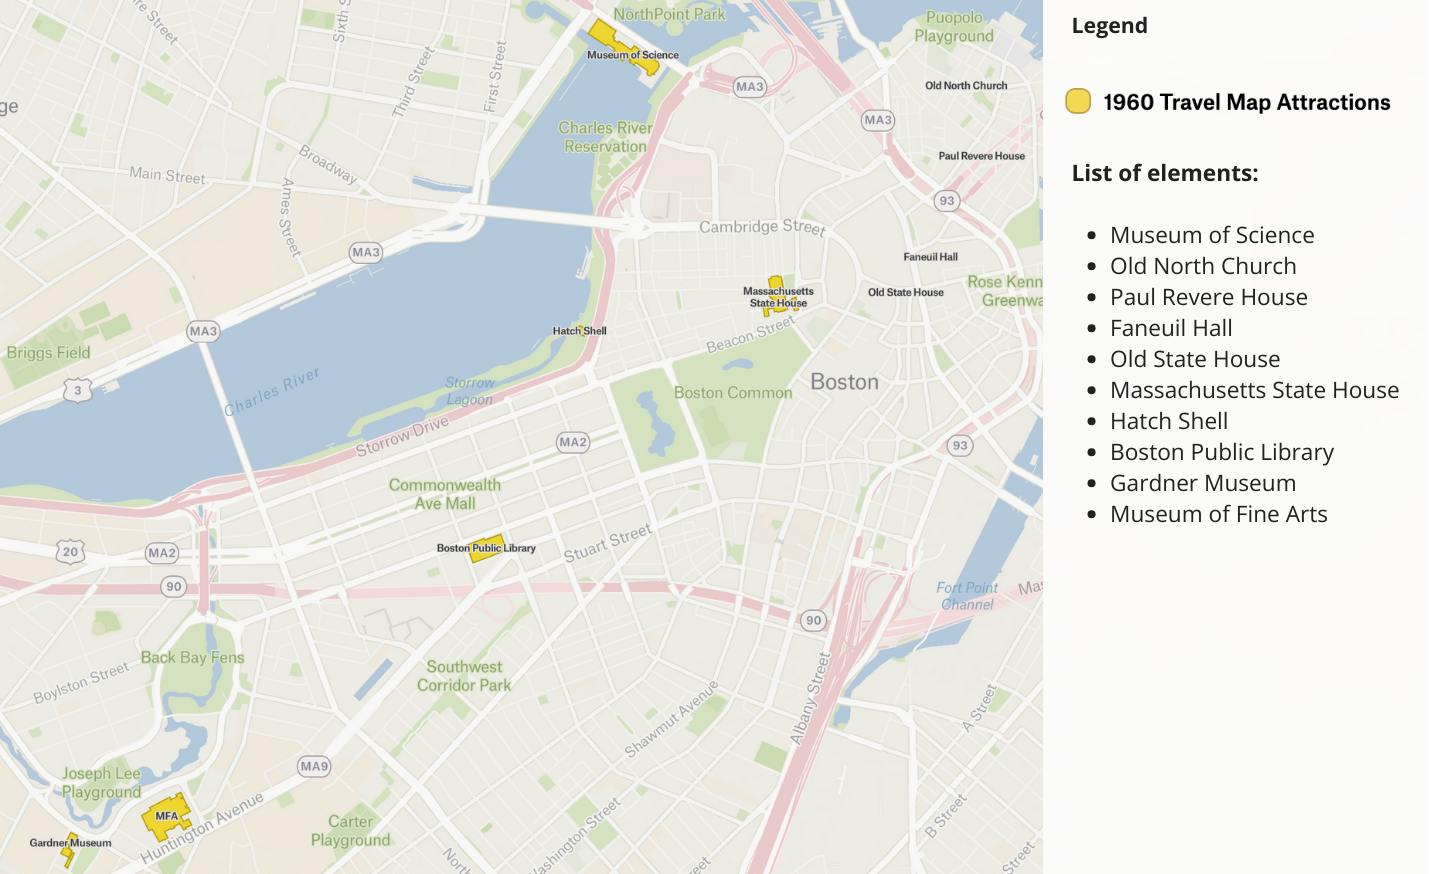 NorthPoint Park
Puopolo
Playground
Sixth S
re Street
Third Street
First Street
Museum of Science
MA3
Old North Church
ge
MA3
Charles River
Reservation
Paul Revere House
Broadway
Main Street
Ames Street
93
Cambridge Street
MA3
Faneuil Hall
Massachusetts
State House
Old State House
Rose Kenn
Greenwa
MA3
Hatch Shell
Beacon Street
Briggs Field
3
Charles River
Storrow
Lagoon
Boston Common
Boston
Storrow Drive
MA2
93
Commonwealth
Ave Mall
20
MA2
Boston Public Library
Stuart Street
90
Fort Point
Channel
Mas
90
Back Bay Fens
Boylston Street
Southwest
Corridor Park
Albany Street
Shawmut Avenue
A Street
MA9
Joseph Lee
Playground
MFA
Huntington Avenue
Carter
Playground
B Street
Gardner Museum
North
ashington Street
reet
Street
Legend
1960 Travel Map Attractions
List of elements:
• Museum of Science
• Old North Church
• Paul Revere House
• Faneuil Hall
• Old State House
• Massachusetts State House
• Hatch Shell
• Boston Public Library
• Gardner Museum
• Museum of Fine Arts